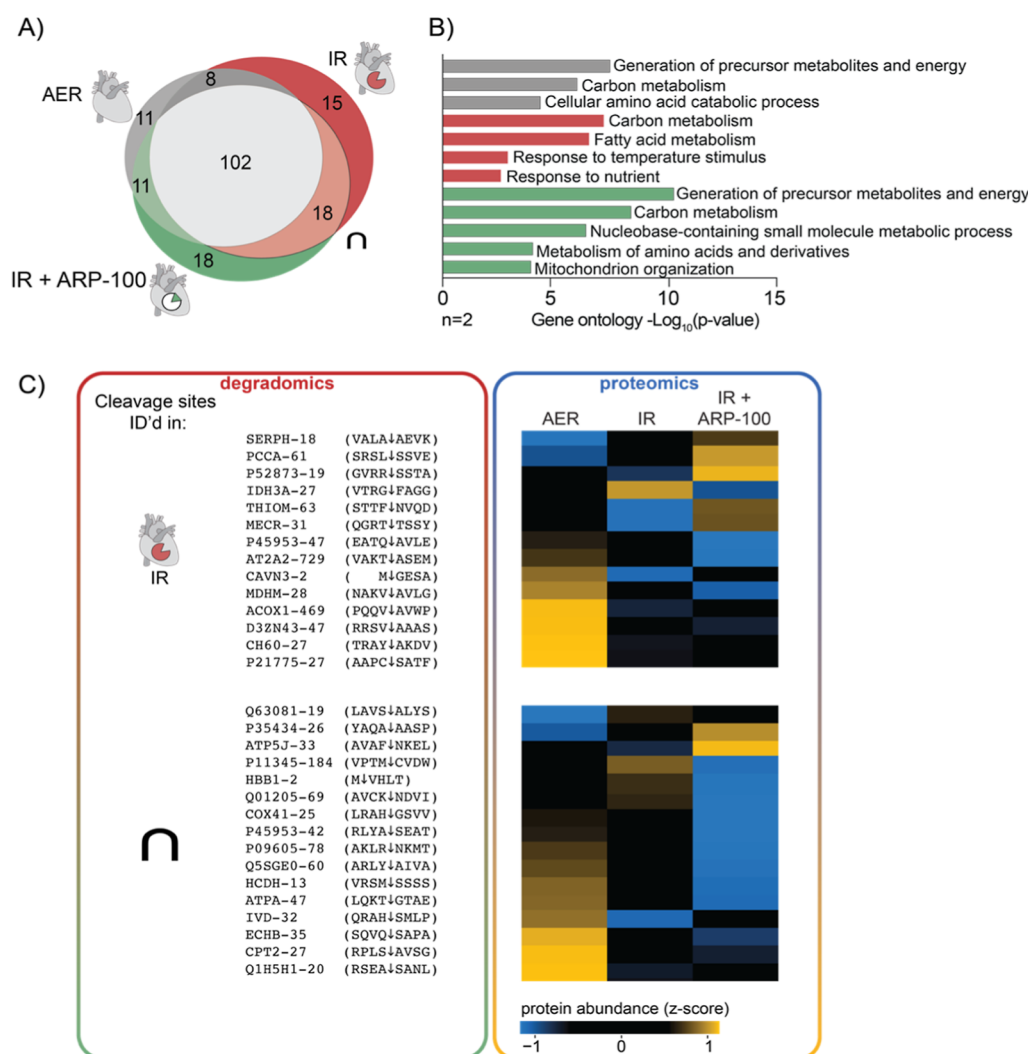 A)
AER
IR
8
15
11
102
11
18
18
∩
IR + ARP-100
B)
Generation of precursor metabolites and energy
Carbon metabolism
Cellular amino acid catabolic process
Carbon metabolism
Fatty acid metabolism
Response to temperature stimulus
Response to nutrient
Generation of precursor metabolites and energy
Carbon metabolism
Nucleobase-containing small molecule metabolic process
Metabolism of amino acids and derivatives
Mitochondrion organization
0 5 10 15
n=2 Gene ontology -Log10(p-value)
C)
degradomics
Cleavage sites
ID'd in:
SERPH-18 (VALA↓AEVK)
PCCA-61 (SRSL↓SSVE)
P52873-19 (GVRR↓SSTA)
IDH3A-27 (VTRG↓FAGG)
THIOM-63 (STTF↓NVQD)
MECR-31 (QGRT↓TSSY)
P45953-47 (EATQ↓AVLE)
AT2A2-729 (VAKT↓ASEM)
CAVN3-2 ( M↓GESA)
MDHM-28 (NAKV↓AVLG)
ACOX1-469 (PQQV↓AVWP)
D3ZN43-47 (RRSV↓AAAS)
CH60-27 (TRAY↓AKDV)
P21775-27 (AAPC↓SATF)
IR
Q63081-19 (LAVS↓ALYS)
P35434-26 (YAQA↓AASP)
ATP5J-33 (AVAF↓NKEL)
P11345-184 (VPTM↓CVDW)
HBB1-2 (M↓VHLT)
Q01205-69 (AVCK↓NDVI)
COX41-25 (LRAH↓GSVV)
P45953-42 (RLYA↓SEAT)
P09605-78 (AKLR↓NKMT)
Q5SGE0-60 (ARLY↓AIVA)
HCDH-13 (VRSM↓SSSS)
ATPA-47 (LQKT↓GTAE)
IVD-32 (QRAH↓SMLP)
ECHB-35 (SQVQ↓SAPA)
CPT2-27 (RPLS↓AVSG)
Q1H5H1-20 (RSEA↓SANL)
∩
proteomics
AER IR IR +
ARP-100
protein abundance (z-score)
−1 0 1